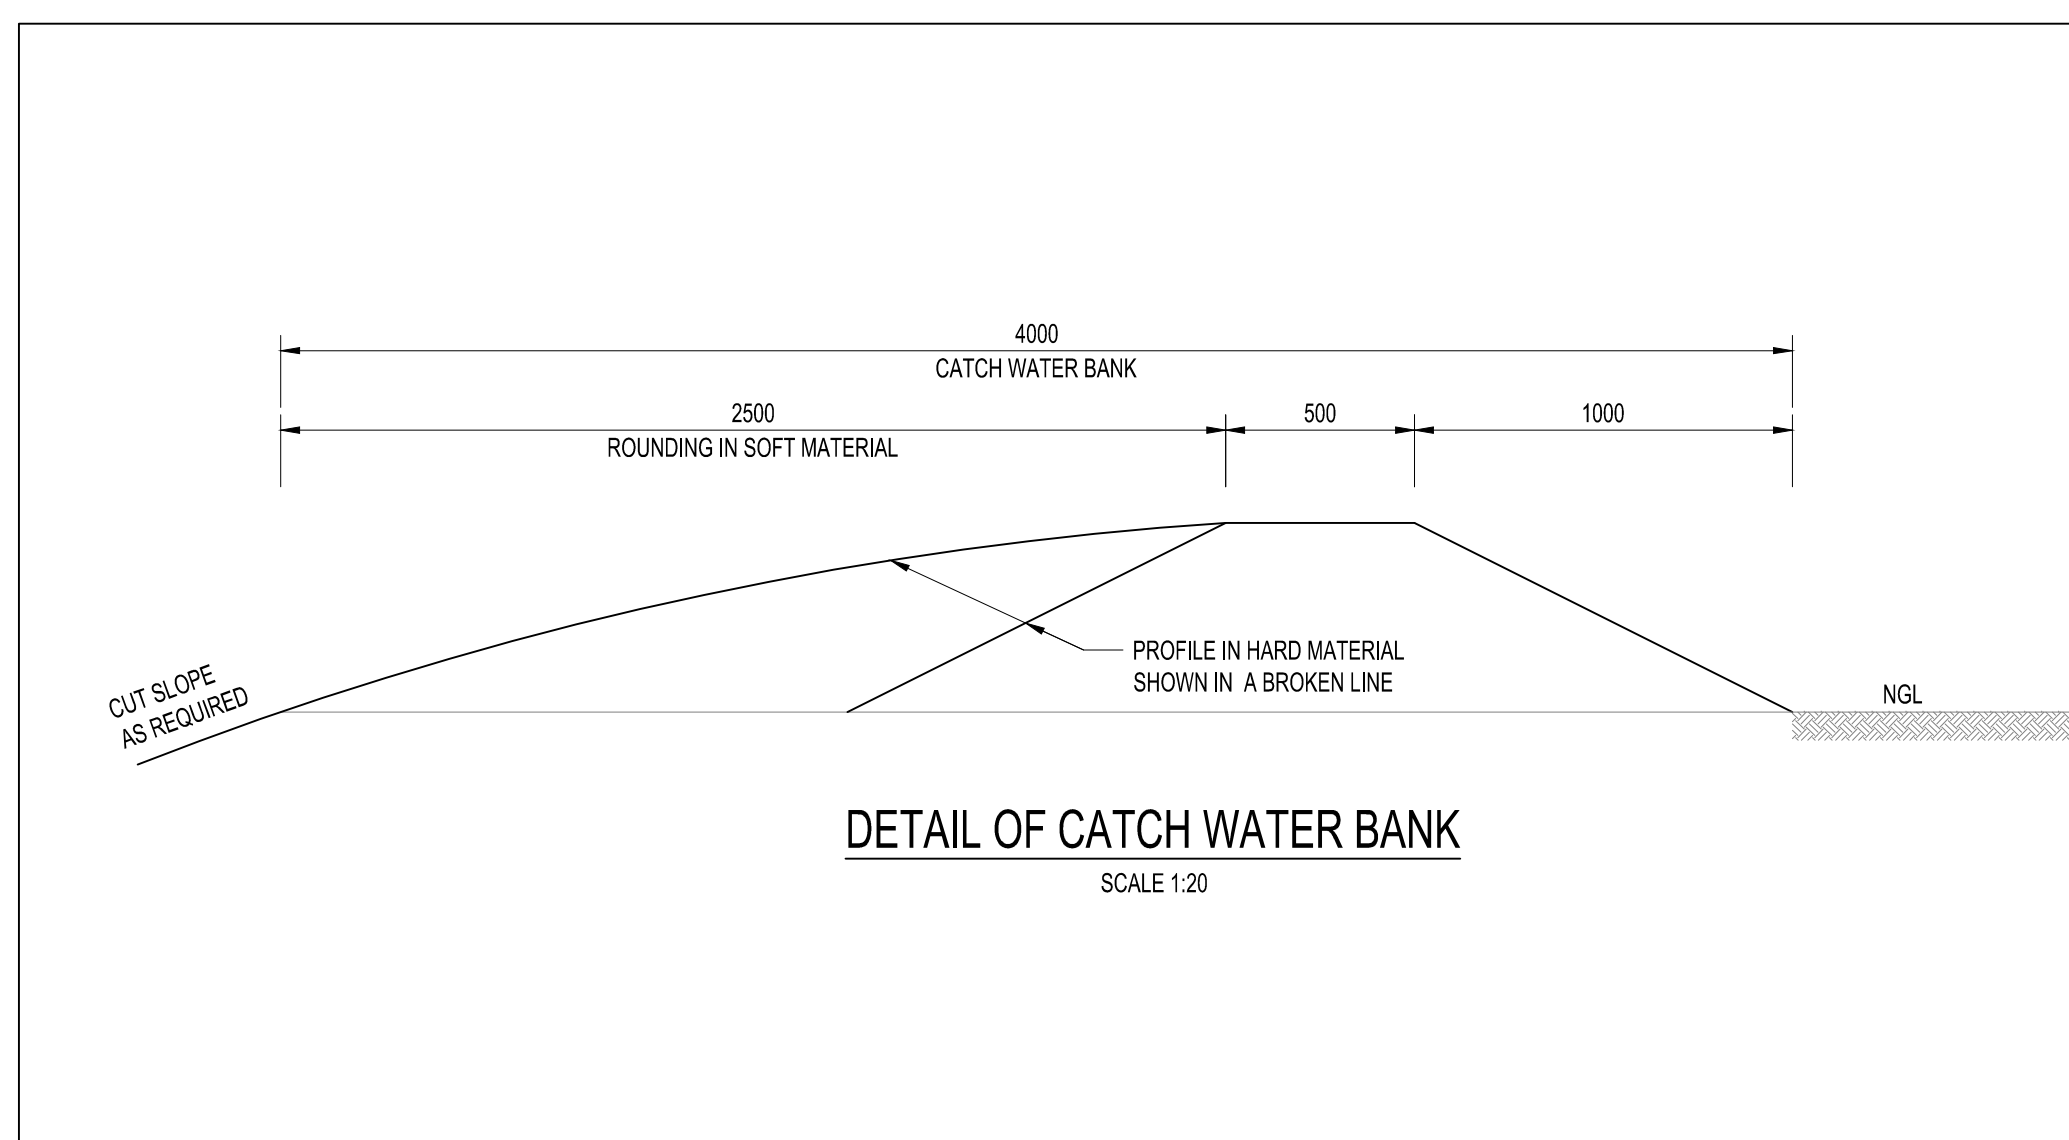 4000
CATCH WATER BANK
2500
500
1000
ROUNDING IN SOFT MATERIAL
CUT SLOPE
AS REQUIRED
PROFILE IN HARD MATERIAL
SHOWN IN A BROKEN LINE
NGL
DETAIL OF CATCH WATER BANK
SCALE 1:20